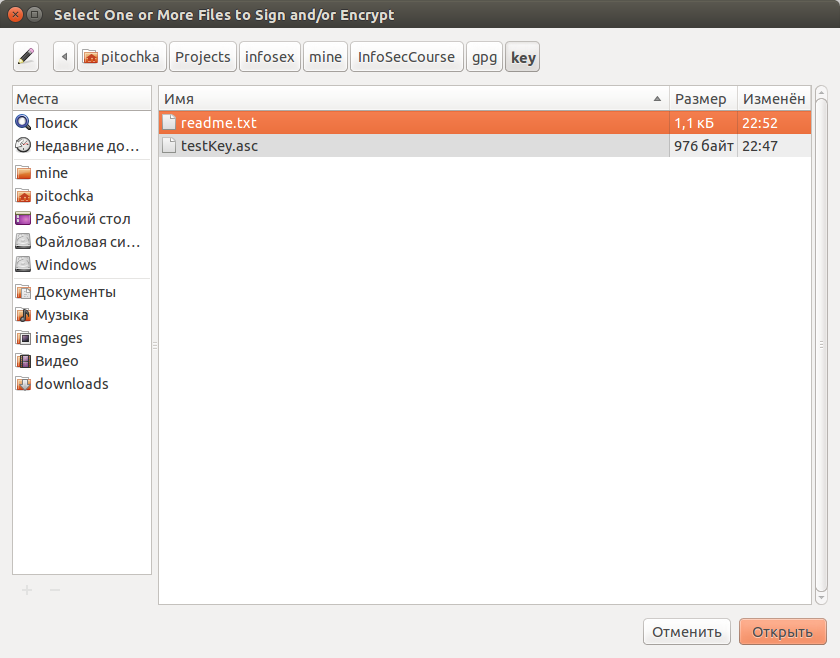 Select One or More Files to Sign and/or Encrypt
pitochka Projects infosex mine InfoSecCourse gpg key
Места
Поиск
Недавние до...
mine
pitochka
Рабочий стол
Файловая си...
Windows
Документы
Музыка
images
Видео
downloads
Имя Размер Изменён
readme.txt 1,1 кБ 22:52
testKey.asc 976 байт 22:47
Отменить Открыть